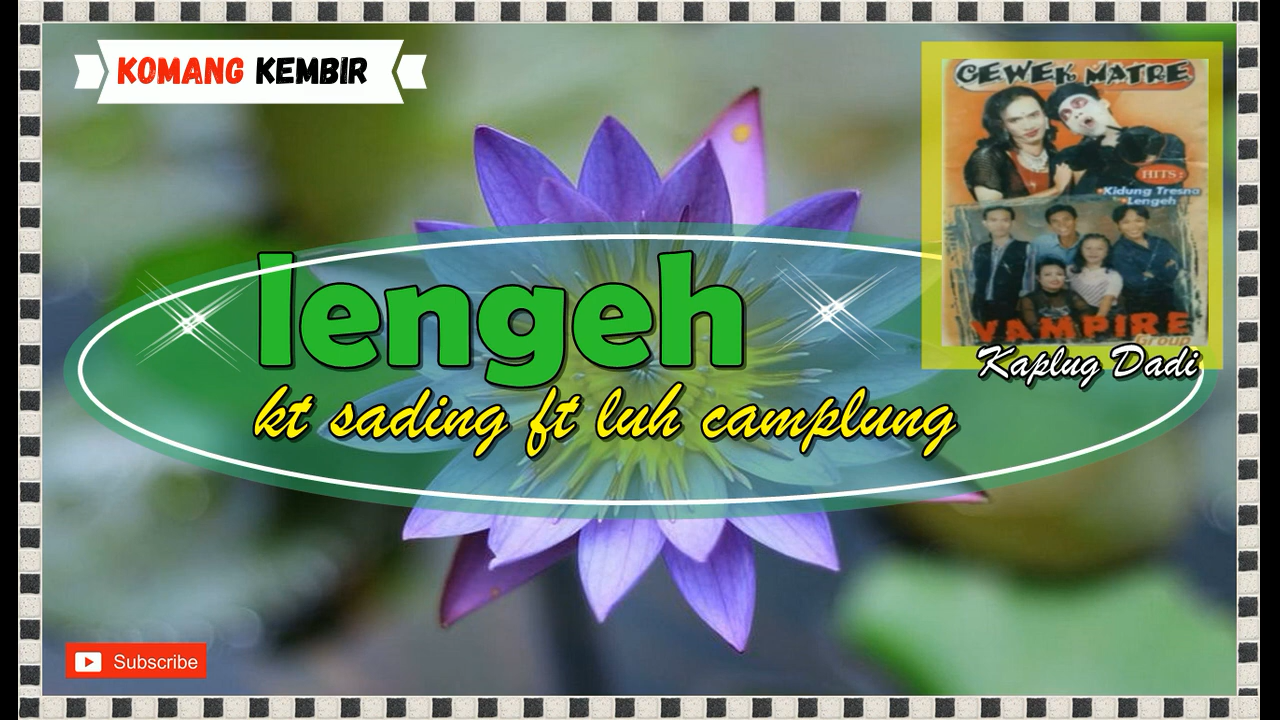 KOMANG KEMBIR
CEWEK MATRE
HITS :
•Kidung Tresna
•Lengeh
VAMPIRE
Group
Kaplug Dadi
lengeh
kt sading ft luh camplung
Subscribe